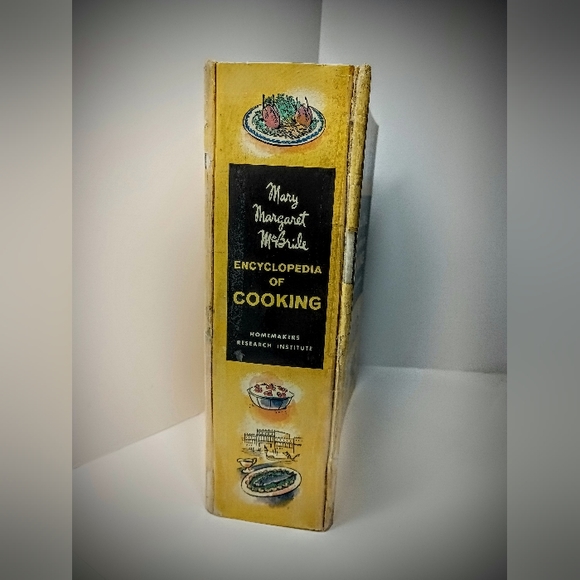 Mary
Margaret
McBride
ENCYCLOPEDIA
OF
COOKING
HOMEMAKERS
RESEARCH INSTITUTE